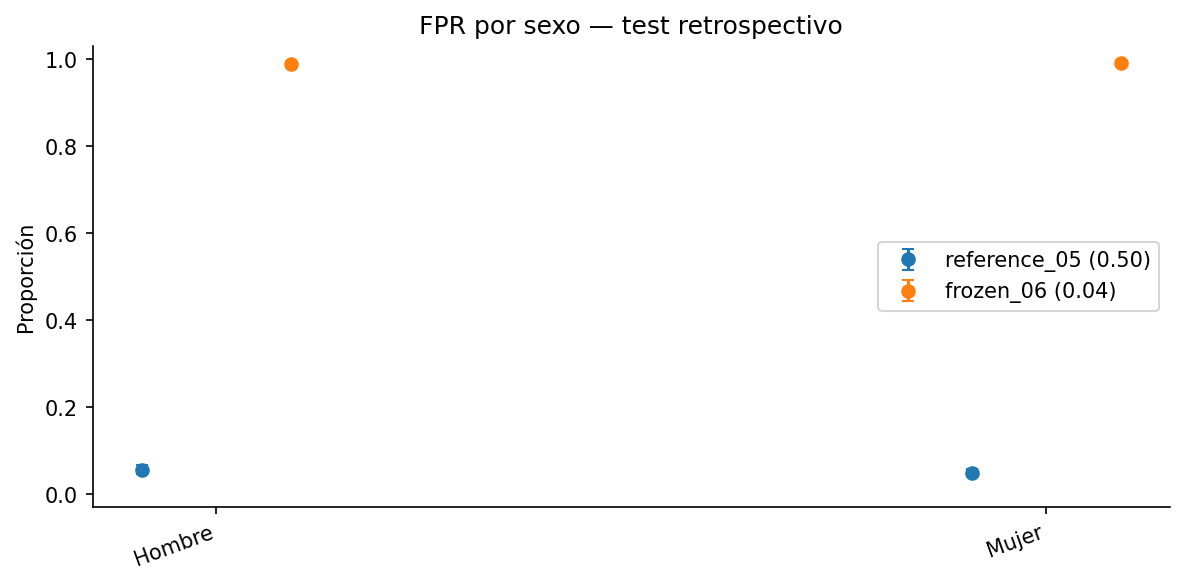 FPR por sexo — test retrospectivo
Proporción
1.0
0.8
0.6
0.4
0.2
0.0
reference_05 (0.50)
frozen_06 (0.04)
Hombre
Mujer